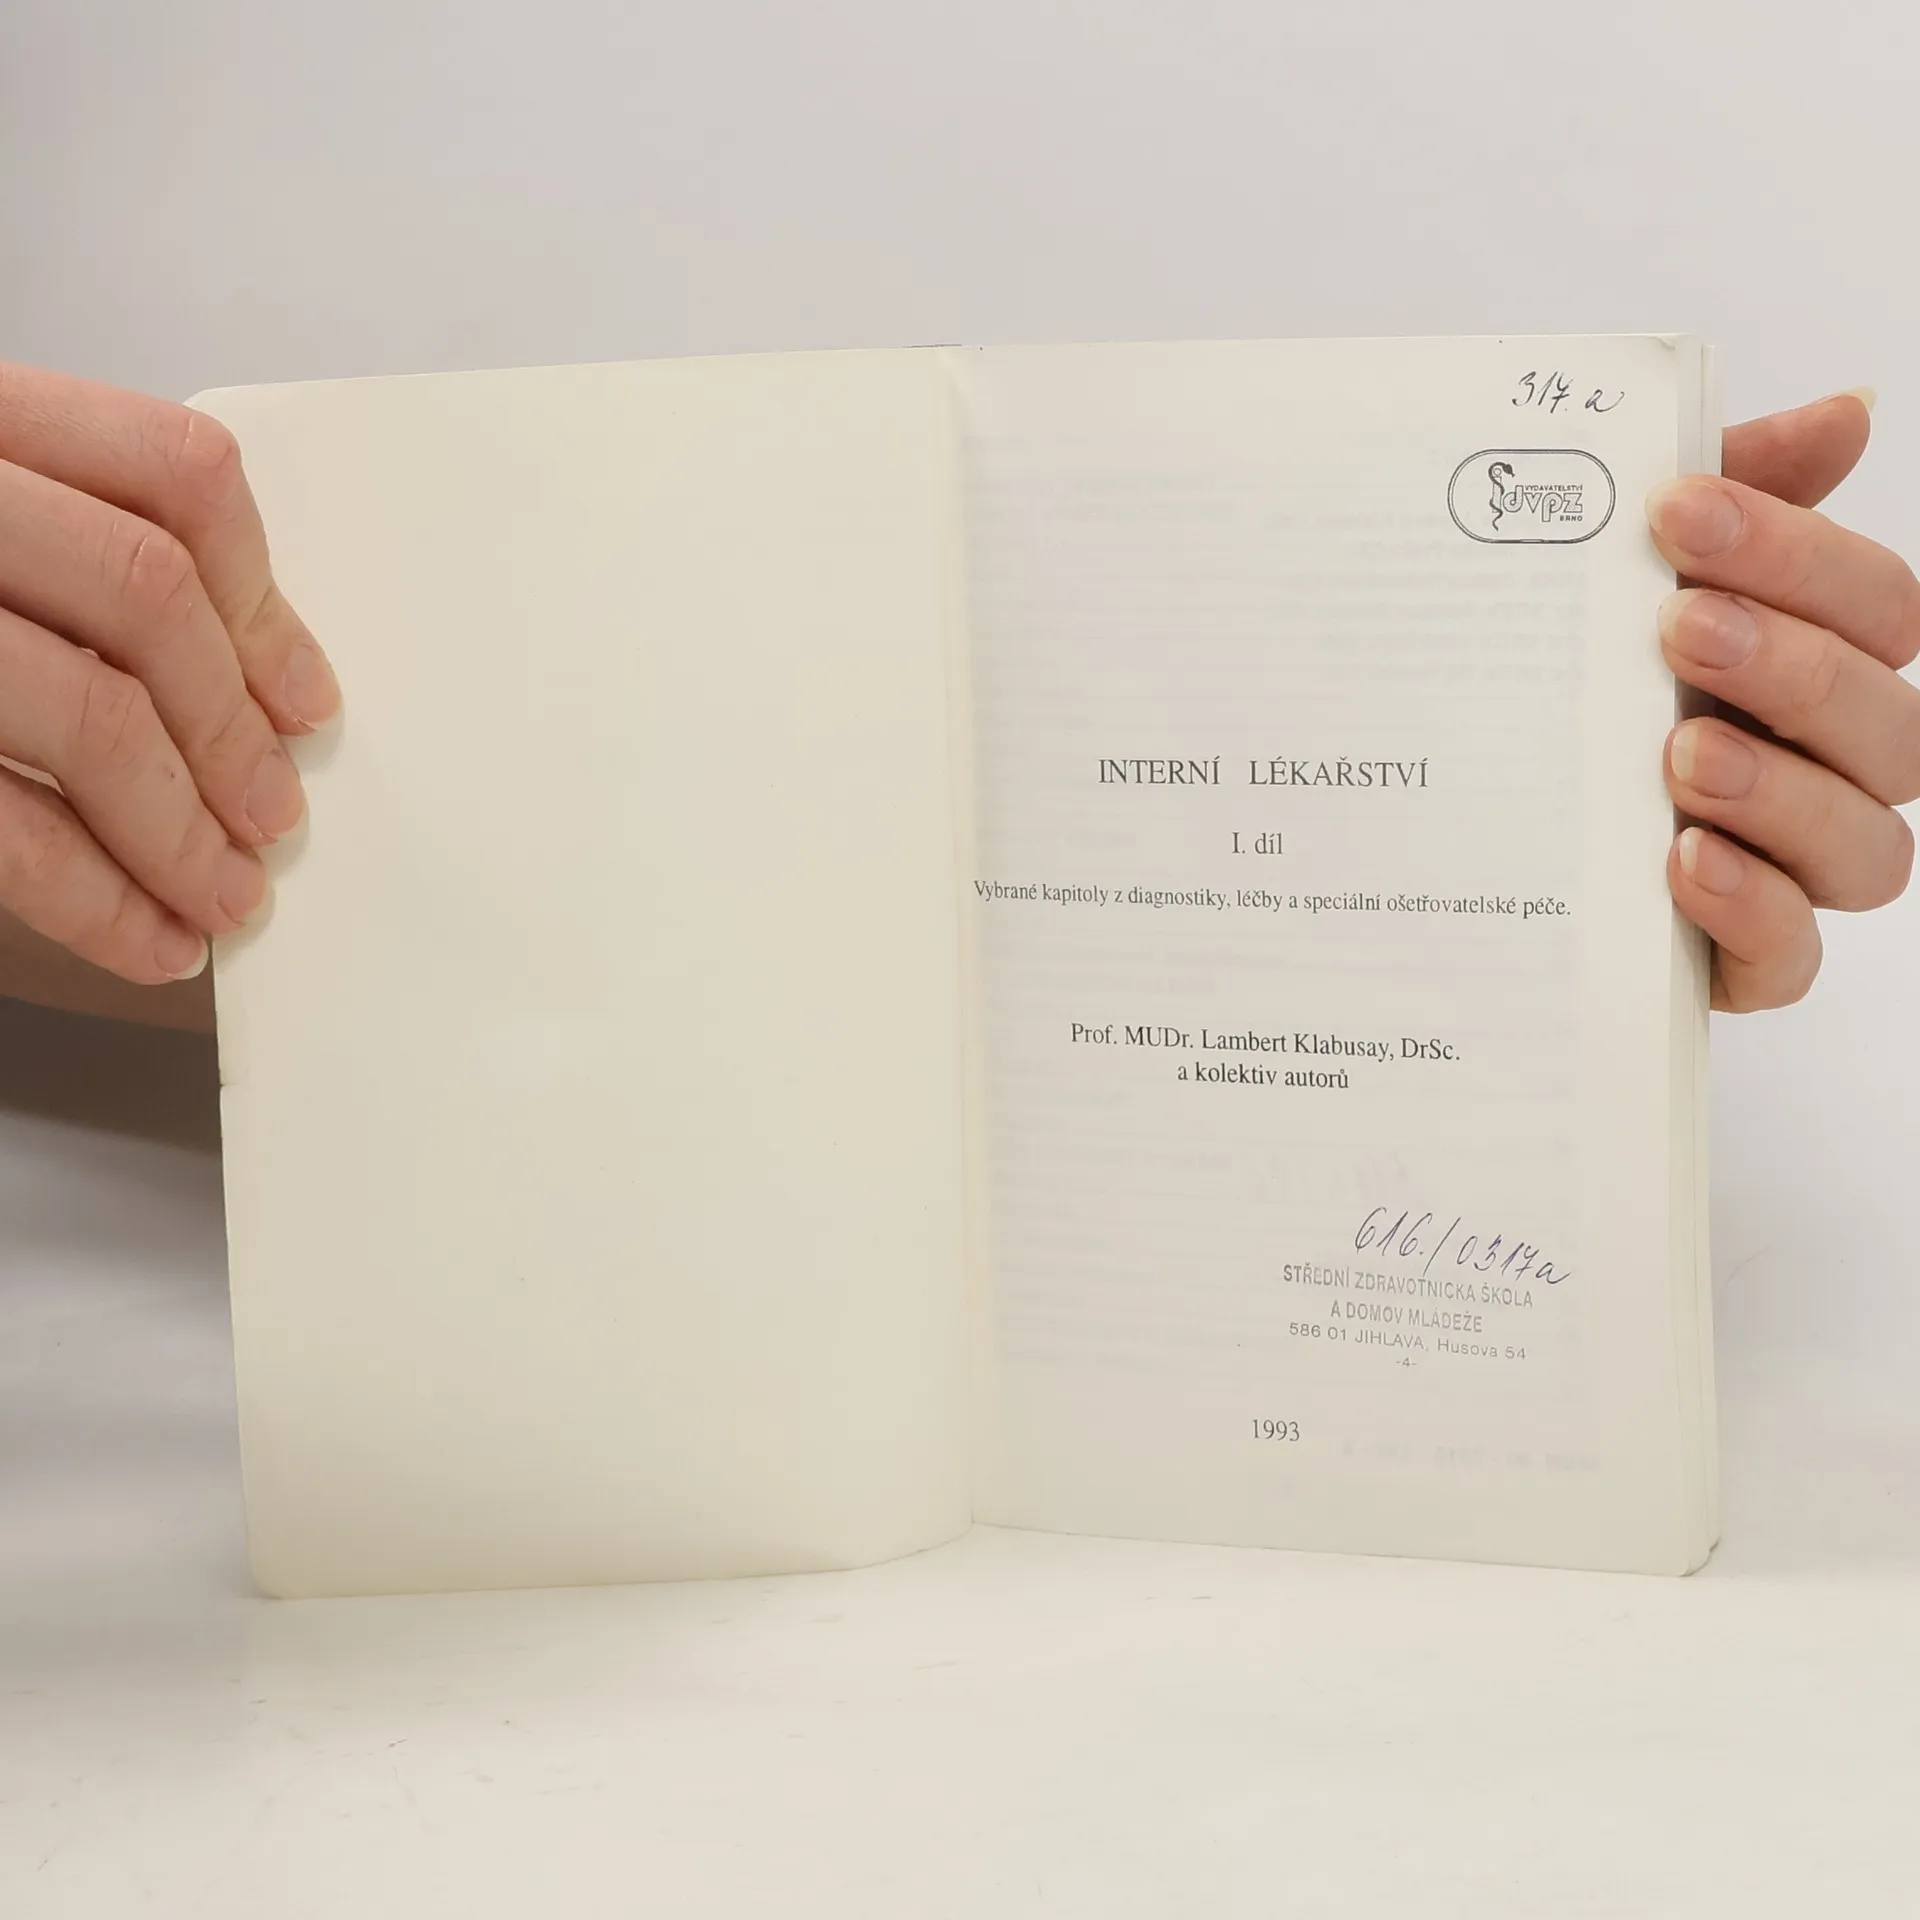 317. a
VYDAVATELSTVÍ
dvpz
BRNO
INTERNÍ LÉKAŘSTVÍ
I. díl
Vybrané kapitoly z diagnostiky, léčby a speciální ošetřovatelské péče.
Prof. MUDr. Lambert Klabusay, DrSc.
a kolektiv autorů
616./0317a
STŘEDNÍ ZDRAVOTNICKÁ ŠKOLA
A DOMOV MLÁDEŽE
586 01 JIHLAVA, Husova 54
-4-
1993